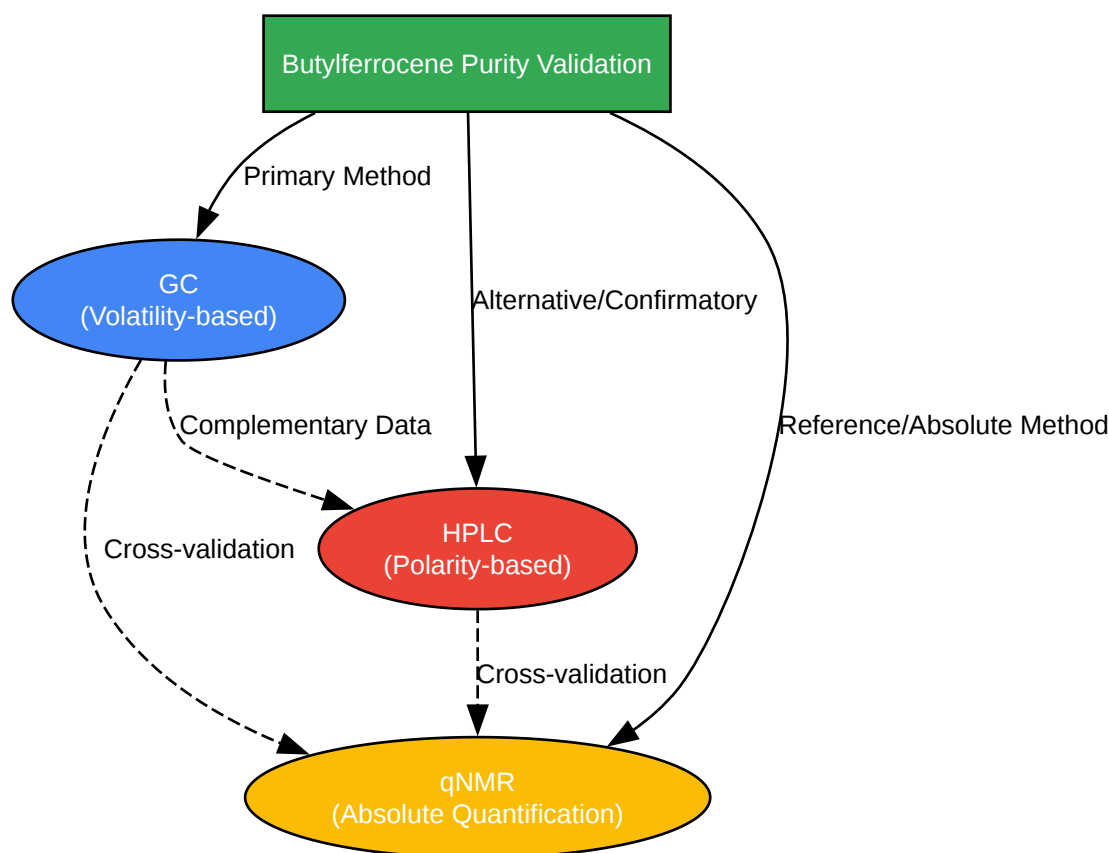 Butylferrocene Purity Validation
Primary Method
GC
(Volatility-based)
Alternative/Confirmatory
Complementary Data
Reference/Absolute Method
Cross-validation
HPLC
(Polarity-based)
Cross-validation
qNMR
(Absolute Quantification)